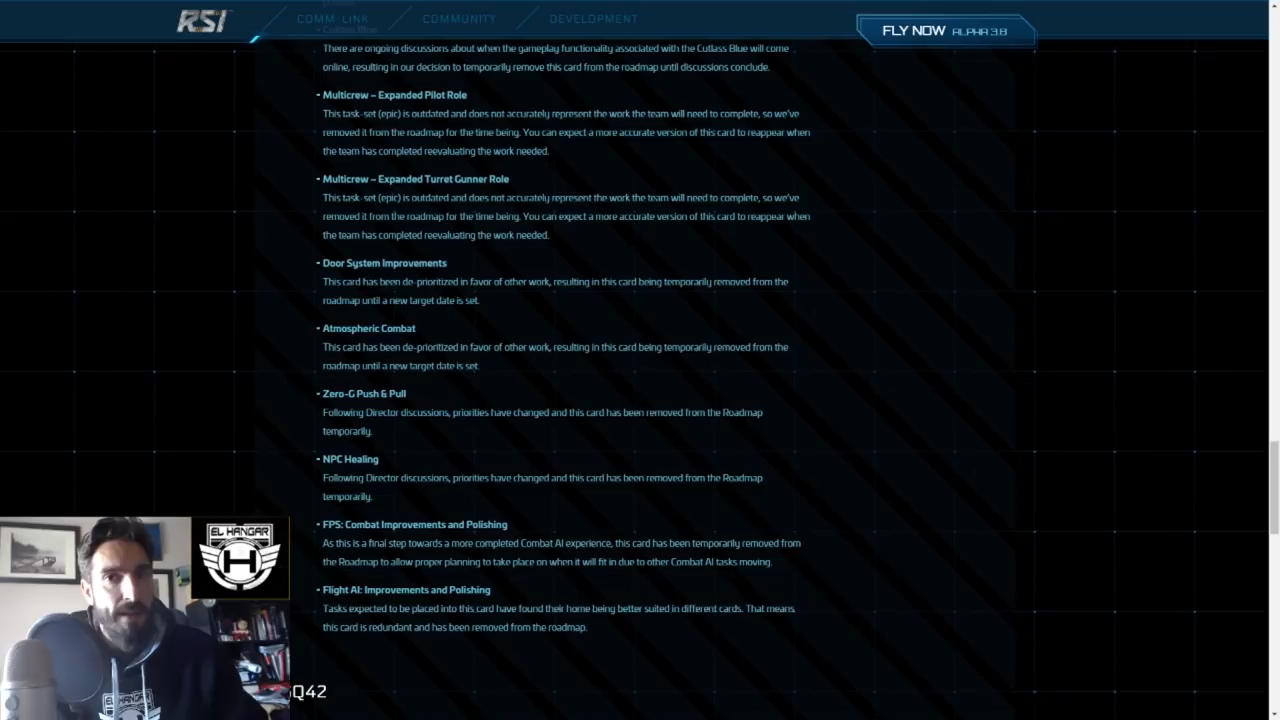 RSI
COMM-LINK
COMMUNITY
DEVELOPMENT
FLY NOW ALPHA 3.8
- Cutlass Blue
There are ongoing discussions about when the gameplay functionality associated with the Cutlass Blue will come
online, resulting in our decision to temporarily remove this card from the roadmap until discussions conclude.
- Multicrew – Expanded Pilot Role
This task-set (epic) is outdated and does not accurately represent the work the team will need to complete, so we've
removed it from the roadmap for the time being. You can expect a more accurate version of this card to reappear when
the team has completed reevaluating the work needed.
- Multicrew – Expanded Turret Gunner Role
This task-set (epic) is outdated and does not accurately represent the work the team will need to complete, so we've
removed it from the roadmap for the time being. You can expect a more accurate version of this card to reappear when
the team has completed reevaluating the work needed.
- Door System Improvements
This card has been de-prioritized in favor of other work, resulting in this card being temporarily removed from the
roadmap until a new target date is set.
- Atmospheric Combat
This card has been de-prioritized in favor of other work, resulting in this card being temporarily removed from the
roadmap until a new target date is set.
- Zero-G Push & Pull
Following Director discussions, priorities have changed and this card has been removed from the Roadmap
temporarily.
- NPC Healing
Following Director discussions, priorities have changed and this card has been removed from the Roadmap
temporarily.
- FPS: Combat Improvements and Polishing
As this is a final step towards a more completed Combat AI experience, this card has been temporarily removed from
the Roadmap to allow proper planning to take place on when it will fit in due to other Combat AI tasks moving.
- Flight AI: Improvements and Polishing
Tasks expected to be placed into this card have found their home being better suited in different cards. That means
this card is redundant and has been removed from the roadmap.
Q42
EL HANGAR
H